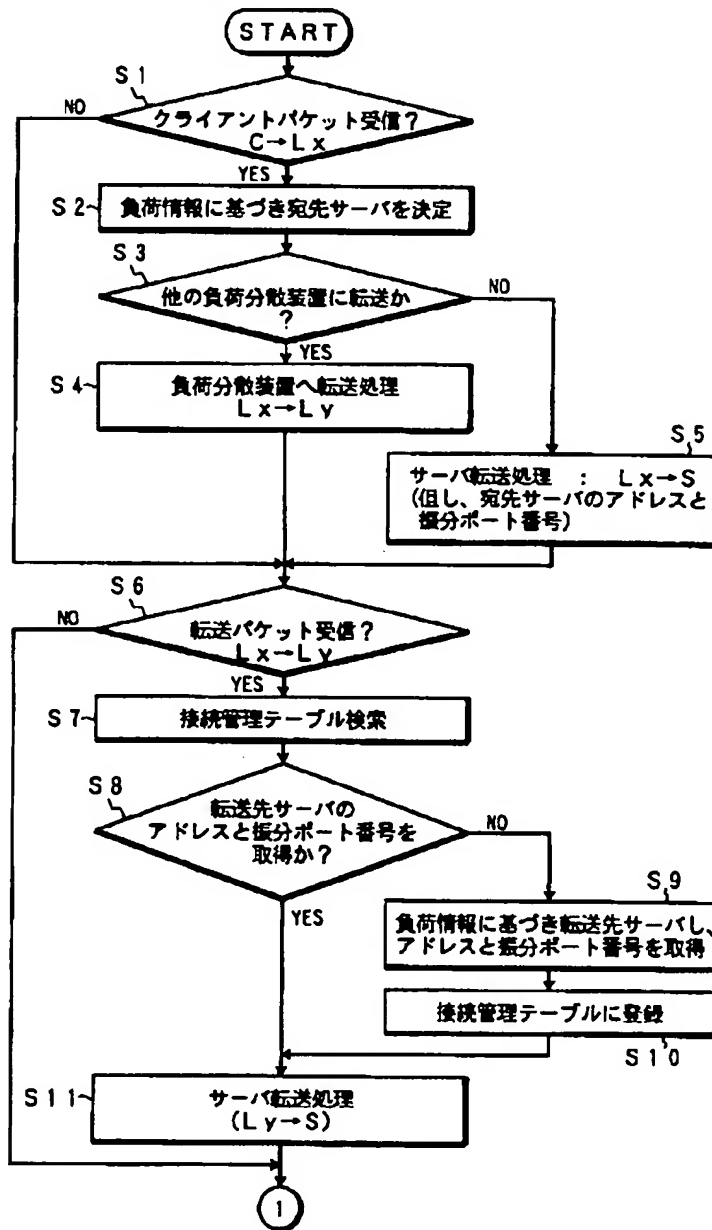 START
S1
NO
クライアントパケット受信？
C→Lx
YES
S2
負荷情報に基づき宛先サーバを決定
S3
他の負荷分散装置に転送か
？
NO
YES
S4
負荷分散装置へ転送処理
Lx→Ly
S5
サーバ転送処理 ： Lx→S
(但し、宛先サーバのアドレスと
振分ポート番号)
S6
NO
転送パケット受信？
Lx→Ly
YES
S7
接続管理テーブル検索
S8
転送先サーバの
アドレスと振分ポート番号を
取得か？
NO
YES
S9
負荷情報に基づき転送先サーバし、
アドレスと振分ポート番号を取得
接続管理テーブルに登録
S10
S11
サーバ転送処理
(Ly→S)
1